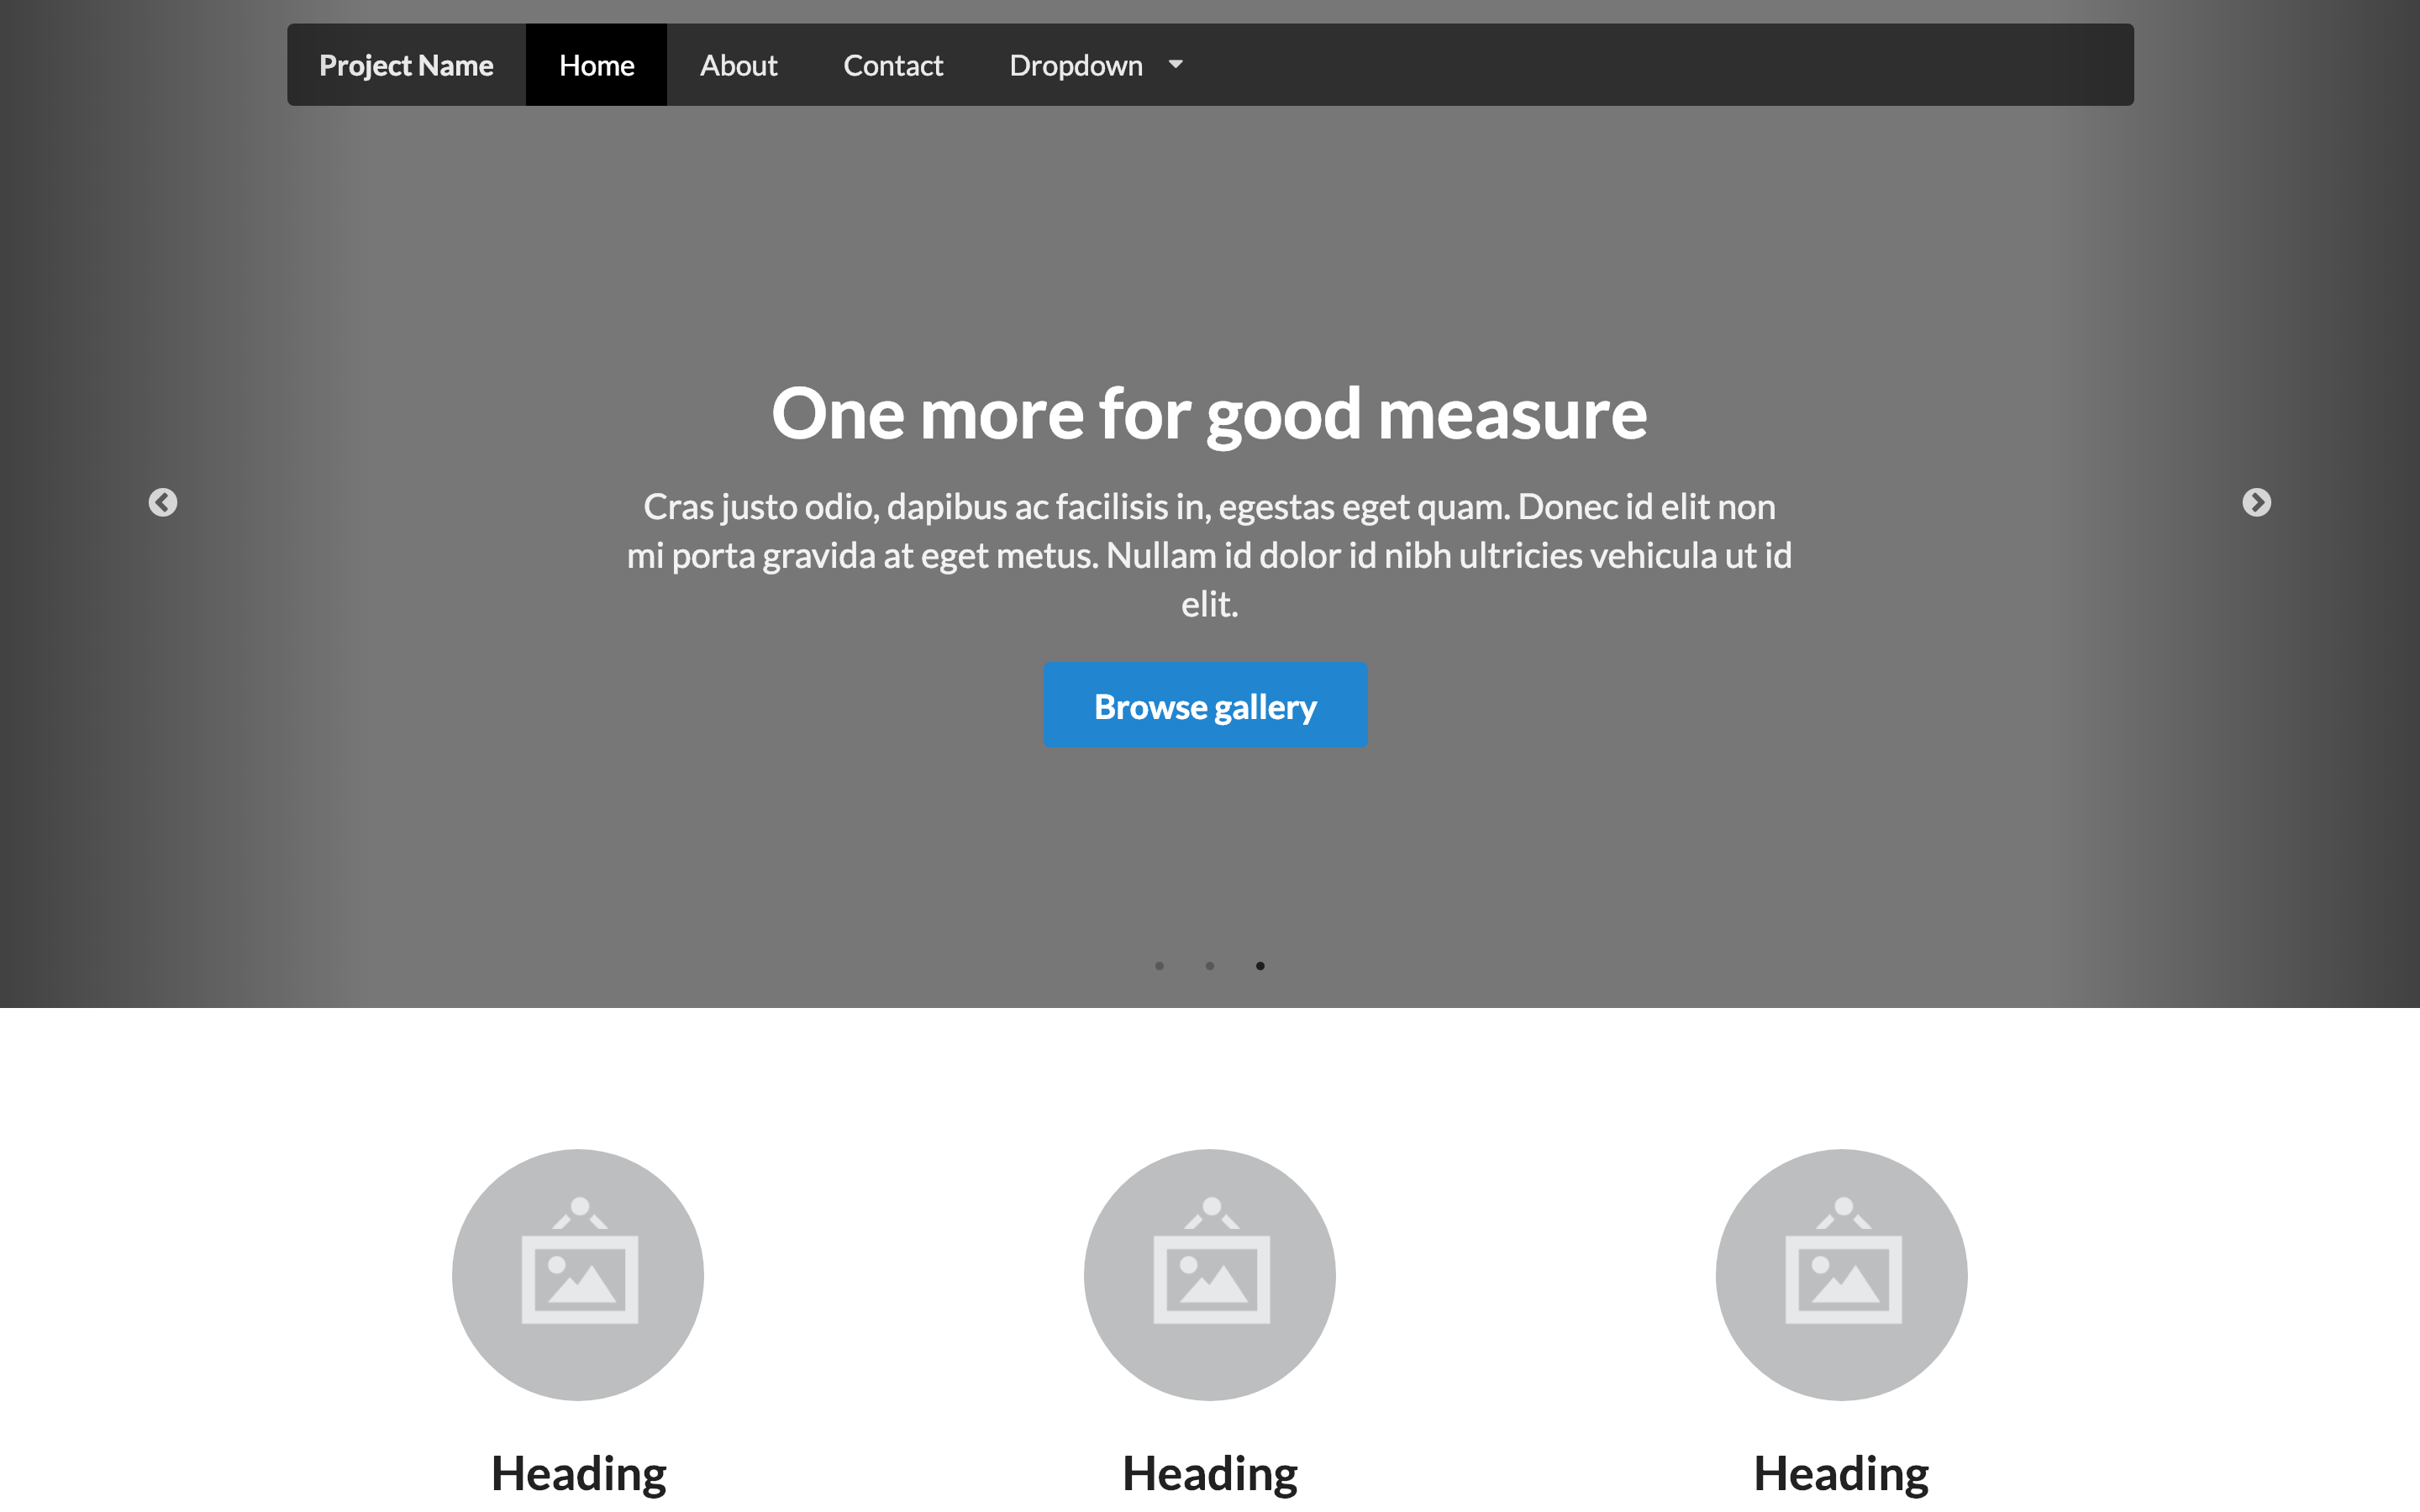 Project Name Home About Contact Dropdown
One more for good measure
Cras justo odio, dapibus ac facilisis in, egestas eget quam. Donec id elit non
mi porta gravida at eget metus. Nullam id dolor id nibh ultricies vehicula ut id
elit.
Browse gallery
Heading Heading Heading